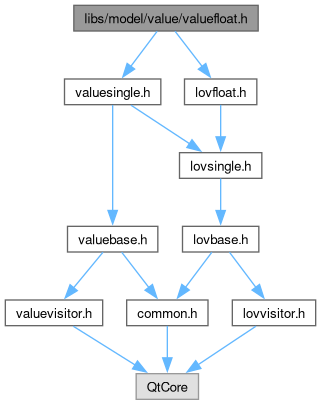 libs/model/value/valuefloat.h
valuesingle.h
lovfloat.h
lovsingle.h
valuebase.h
lovbase.h
valuevisitor.h
common.h
lovvisitor.h
QtCore